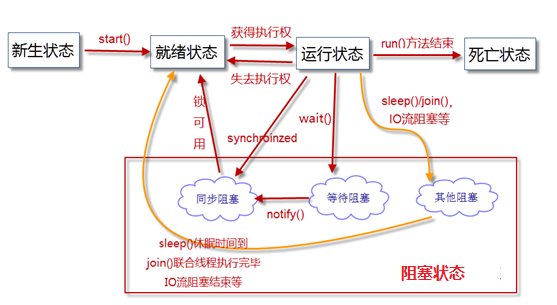 新生状态
start()
就绪状态
获得执行权
失去执行权
运行状态
run()方法结束
死亡状态
锁
可
用
synchroinzed
wait()
sleep()/join(),
IO流阻塞等
同步阻塞
notify()
等待阻塞
其他阻塞
sleep()休眠时间到
join()联合线程执行完毕
IO流阻塞结束等
阻塞状态